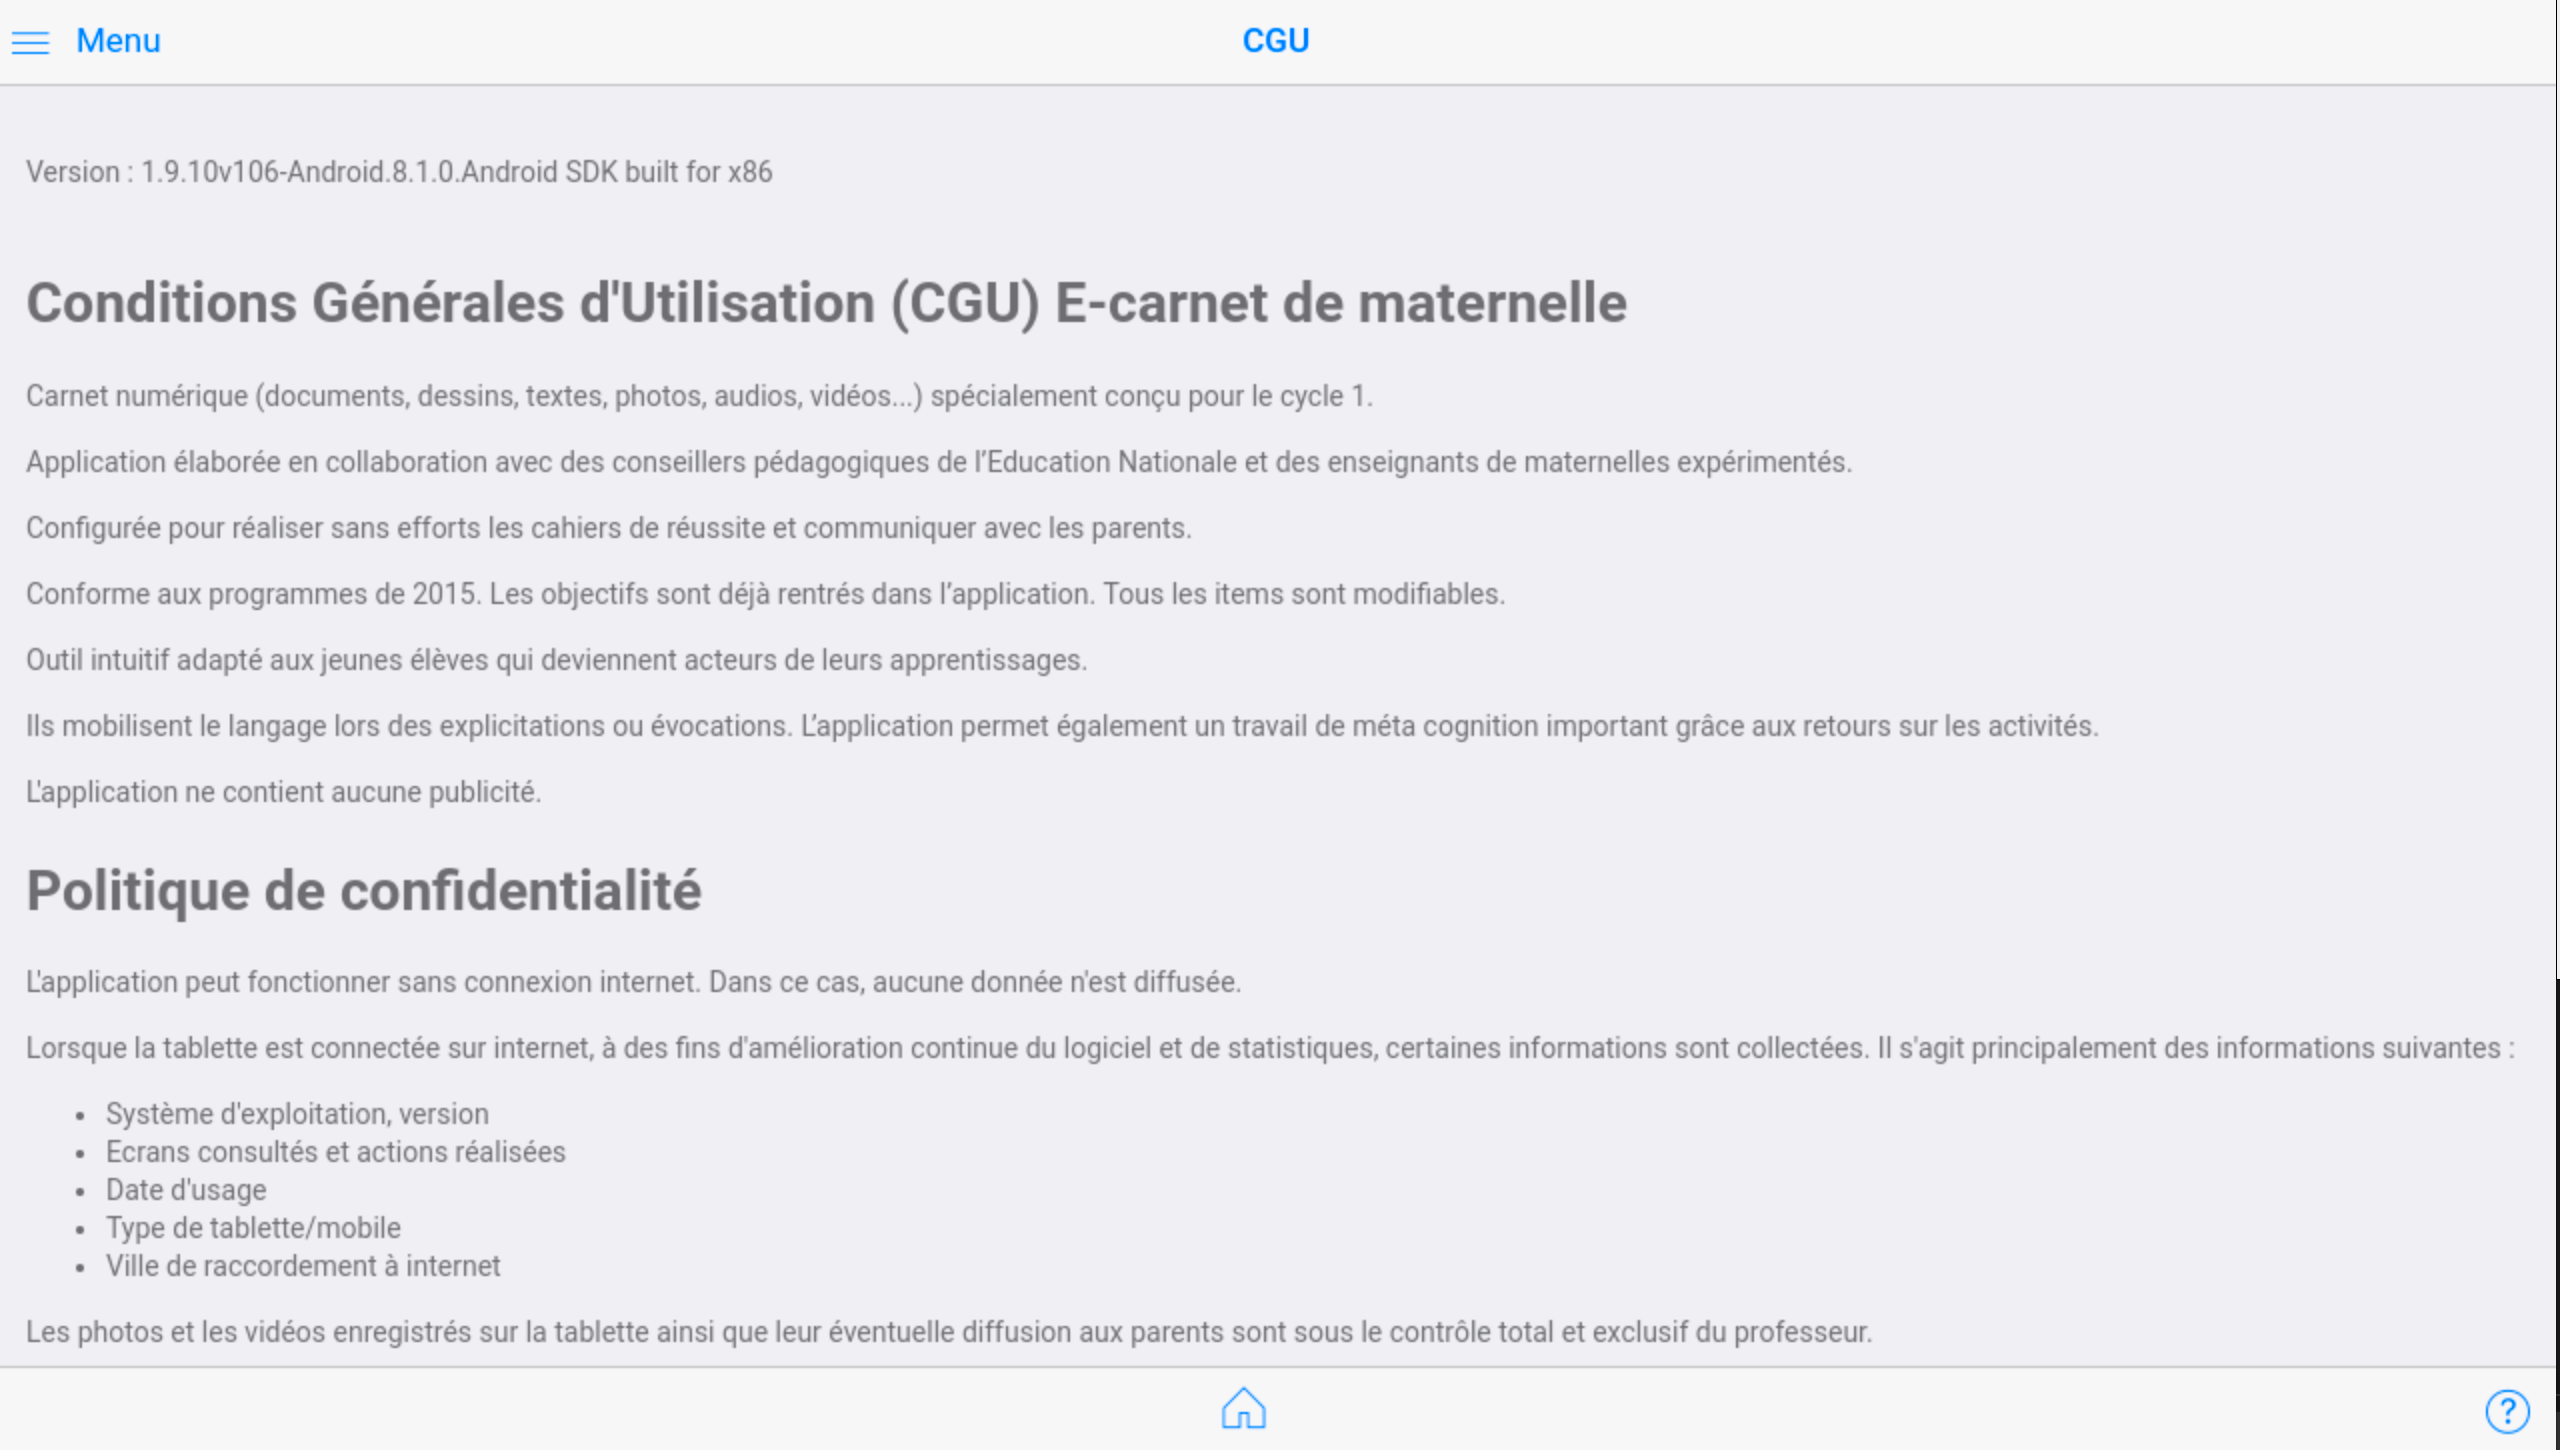 Menu
CGU
Version : 1.9.10v106-Android.8.1.0.Android SDK built for x86
Conditions Générales d'Utilisation (CGU) E-carnet de maternelle
Carnet numérique (documents, dessins, textes, photos, audios, vidéos...) spécialement conçu pour le cycle 1.
Application élaborée en collaboration avec des conseillers pédagogiques de l’Education Nationale et des enseignants de maternelles expérimentés.
Configurée pour réaliser sans efforts les cahiers de réussite et communiquer avec les parents.
Conforme aux programmes de 2015. Les objectifs sont déjà rentrés dans l’application. Tous les items sont modifiables.
Outil intuitif adapté aux jeunes élèves qui deviennent acteurs de leurs apprentissages.
Ils mobilisent le langage lors des explicitations ou évocations. L’application permet également un travail de méta cognition important grâce aux retours sur les activités.
L'application ne contient aucune publicité.
Politique de confidentialité
L'application peut fonctionner sans connexion internet. Dans ce cas, aucune donnée n'est diffusée.
Lorsque la tablette est connectée sur internet, à des fins d'amélioration continue du logiciel et de statistiques, certaines informations sont collectées. Il s'agit principalement des informations suivantes :
• Système d'exploitation, version
• Ecrans consultés et actions réalisées
• Date d'usage
• Type de tablette/mobile
• Ville de raccordement à internet
Les photos et les vidéos enregistrés sur la tablette ainsi que leur éventuelle diffusion aux parents sont sous le contrôle total et exclusif du professeur.
?